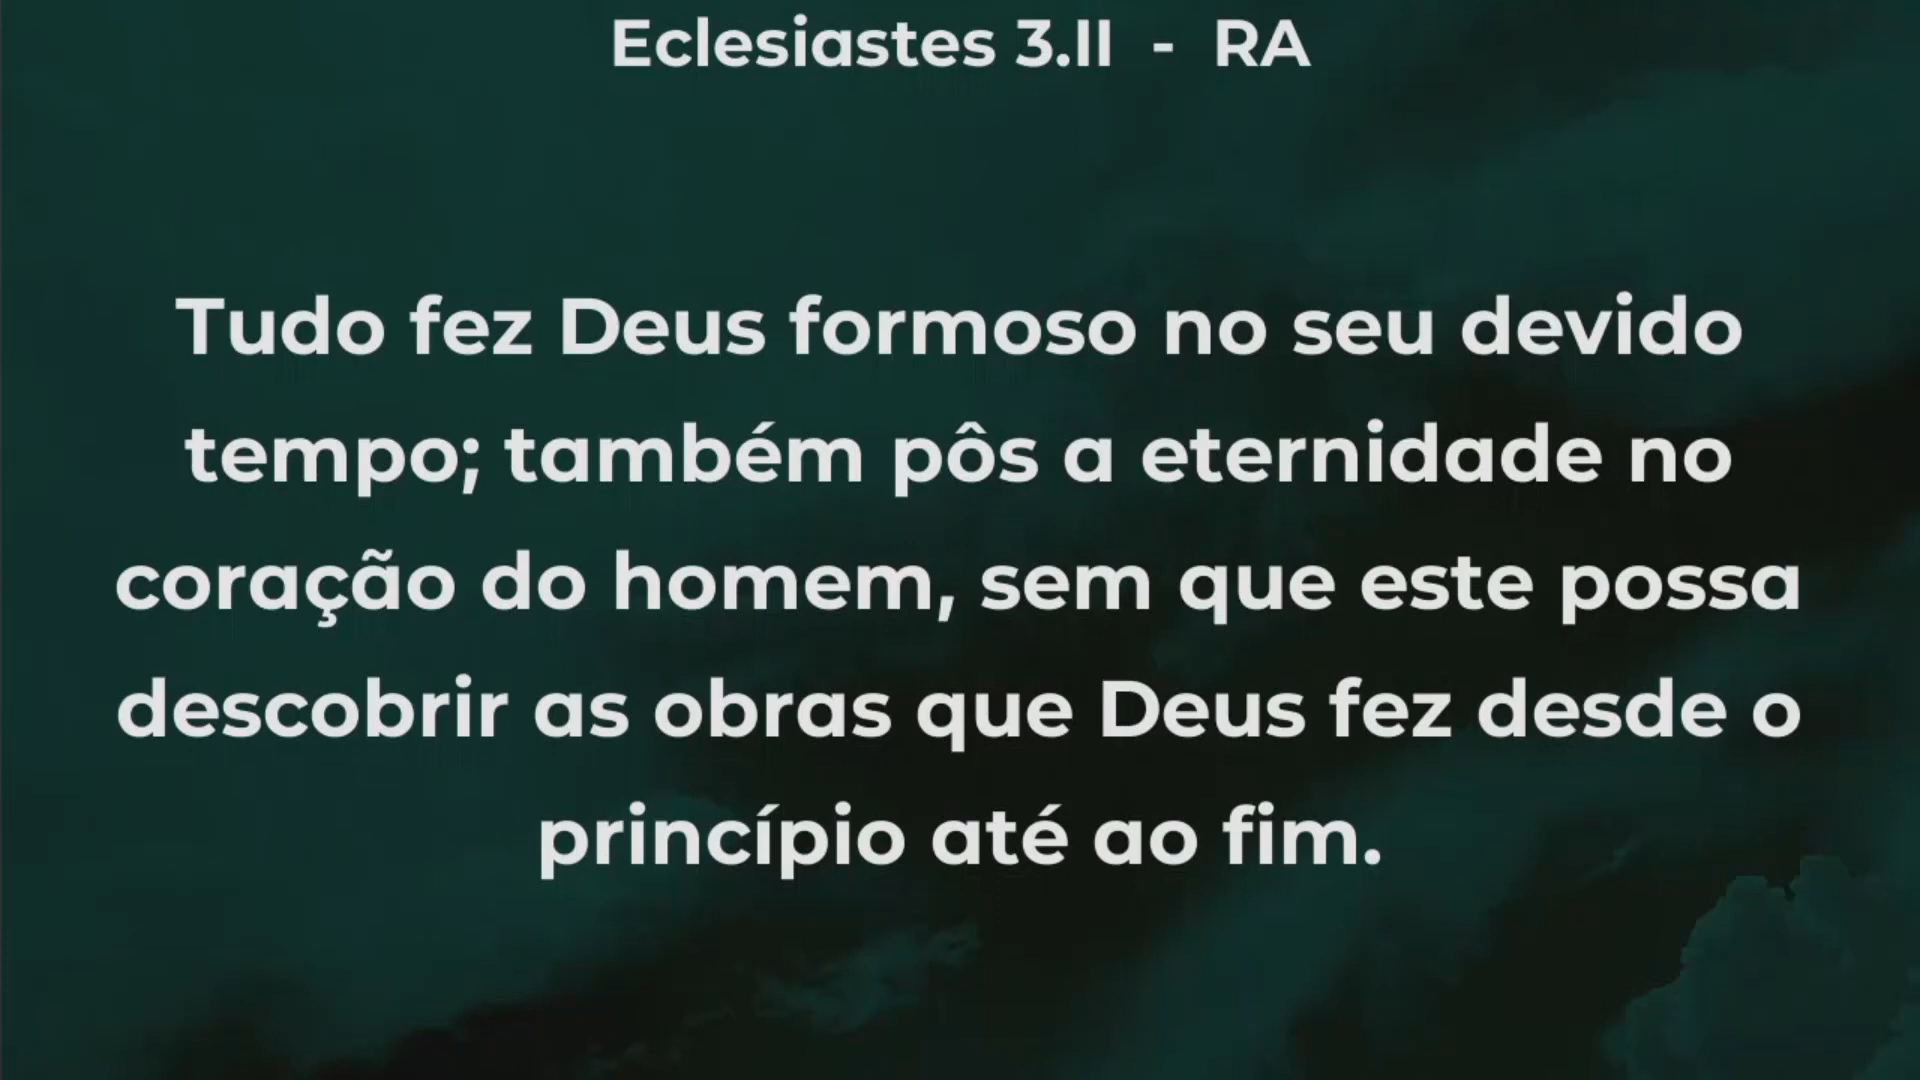 Eclesiastes 3.II - RA
Tudo fez Deus formoso no seu devido
tempo; também pôs a eternidade no
coração do homem, sem que este possa
descobrir as obras que Deus fez desde o
princípio até ao fim.